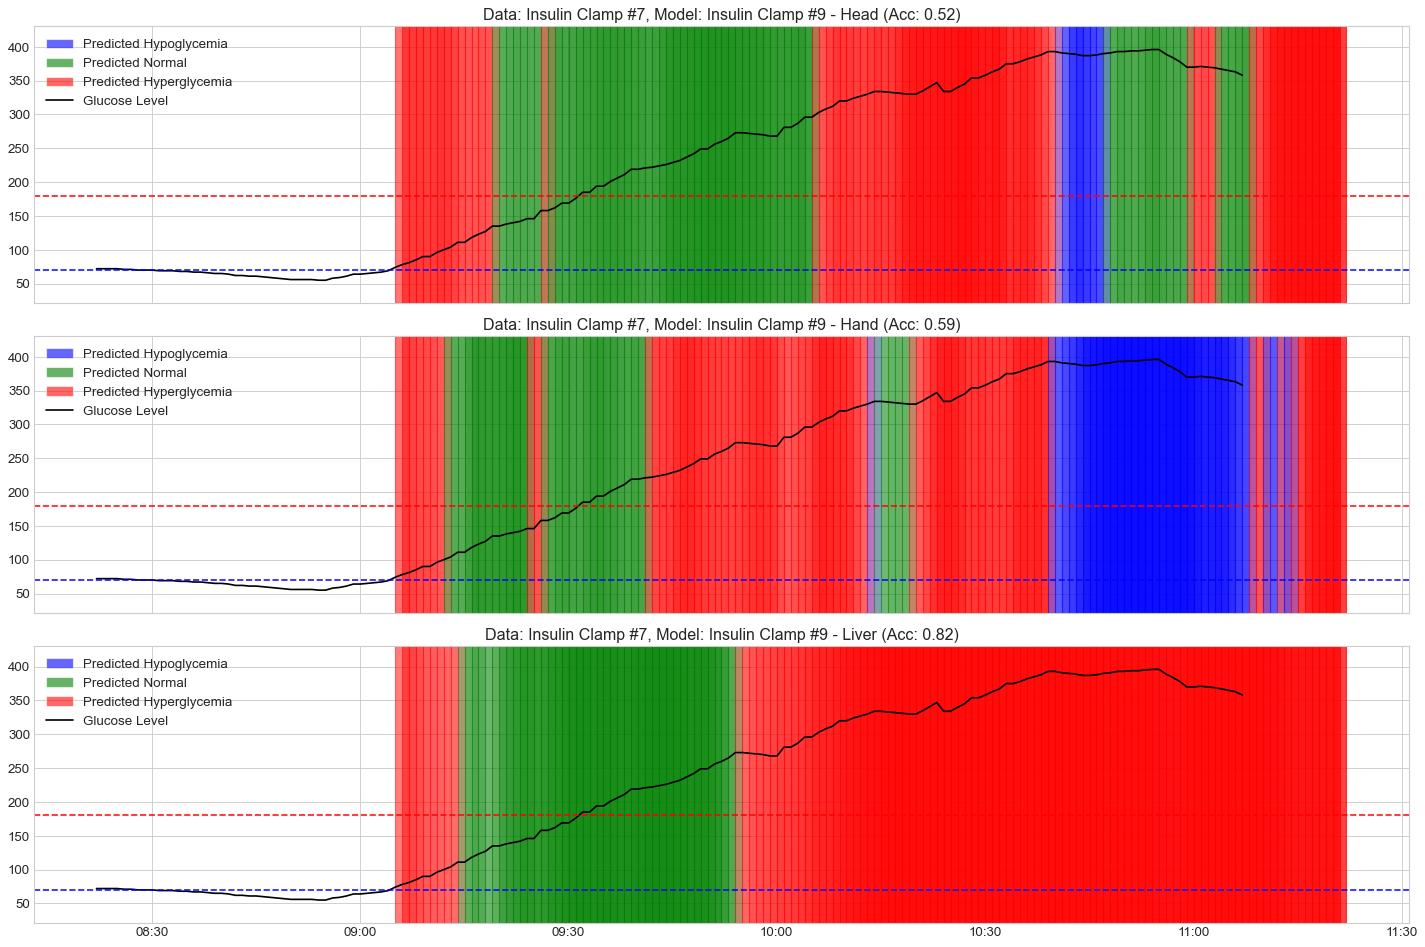 Data: Insulin Clamp #7, Model: Insulin Clamp #9 - Head (Acc: 0.52)
Predicted Hypoglycemia
Predicted Normal
Predicted Hyperglycemia
Glucose Level
400
350
300
250
200
150
100
50
Data: Insulin Clamp #7, Model: Insulin Clamp #9 - Hand (Acc: 0.59)
Predicted Hypoglycemia
Predicted Normal
Predicted Hyperglycemia
Glucose Level
400
350
300
250
200
150
100
50
Data: Insulin Clamp #7, Model: Insulin Clamp #9 - Liver (Acc: 0.82)
Predicted Hypoglycemia
Predicted Normal
Predicted Hyperglycemia
Glucose Level
400
350
300
250
200
150
100
50
08:30 09:00 09:30 10:00 10:30 11:00 11:30